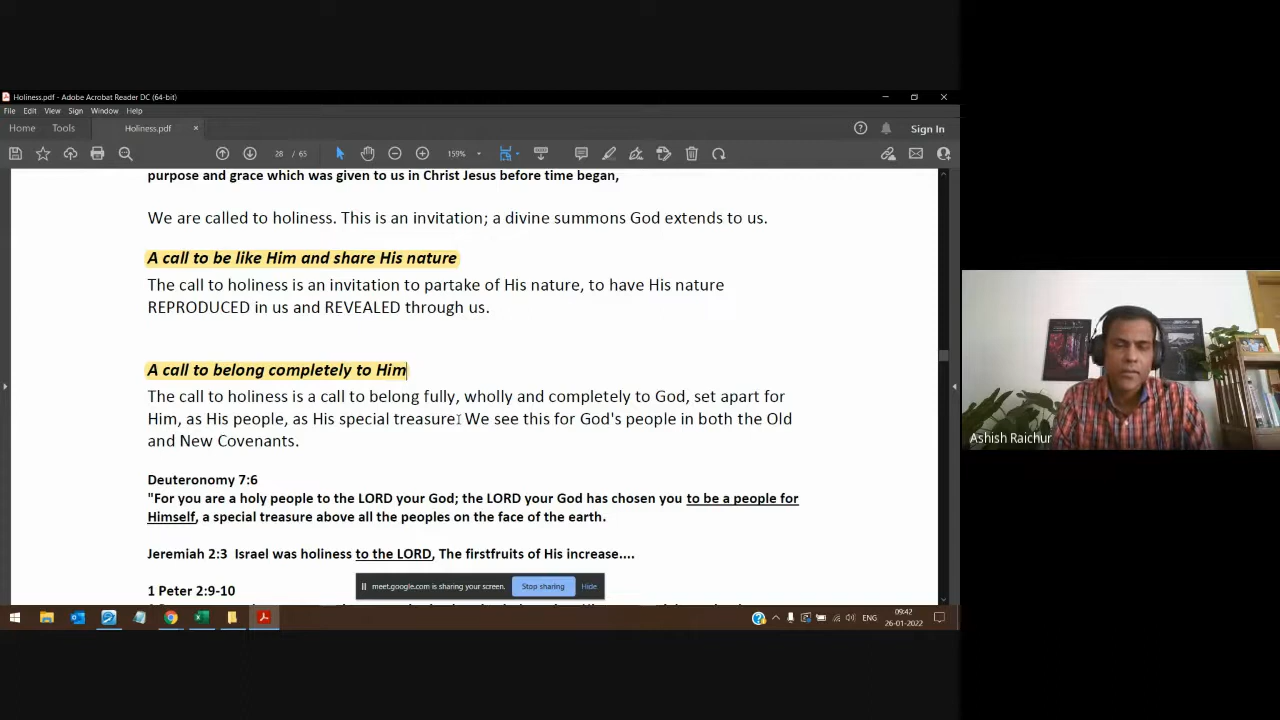 Holiness.pdf - Adobe Acrobat Reader DC (64-bit)
File Edit View Sign Window Help
Home Tools Holiness.pdf × Sign In
28 / 65 159%
purpose and grace which was given to us in Christ Jesus before time began,
We are called to holiness. This is an invitation; a divine summons God extends to us.
A call to be like Him and share His nature
The call to holiness is an invitation to partake of His nature, to have His nature
REPRODUCED in us and REVEALED through us.
A call to belong completely to Him
The call to holiness is a call to belong fully, wholly and completely to God, set apart for
Him, as His people, as His special treasure. We see this for God's people in both the Old
and New Covenants.
Deuteronomy 7:6
"For you are a holy people to the LORD your God; the LORD your God has chosen you to be a people for
Himself, a special treasure above all the peoples on the face of the earth.
Jeremiah 2:3 Israel was holiness to the LORD, The firstfruits of His increase....
1 Peter 2:9-10
meet.google.com is sharing your screen. Stop sharing Hide
ENG
09:42
26-01-2022
Ashish Raichur